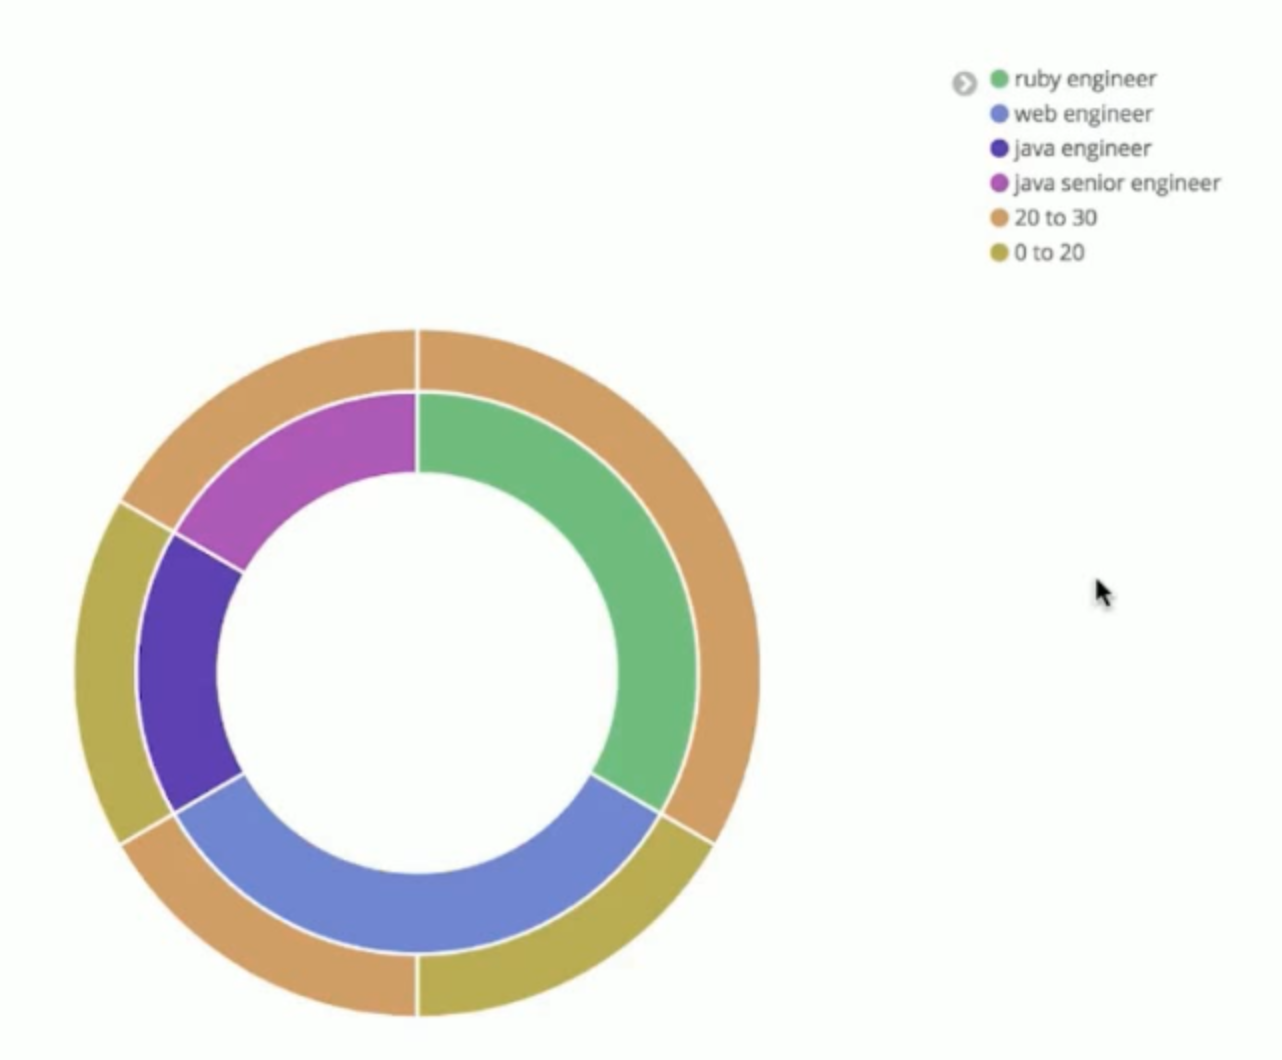 ruby engineer
web engineer
java engineer
java senior engineer
20 to 30
0 to 20